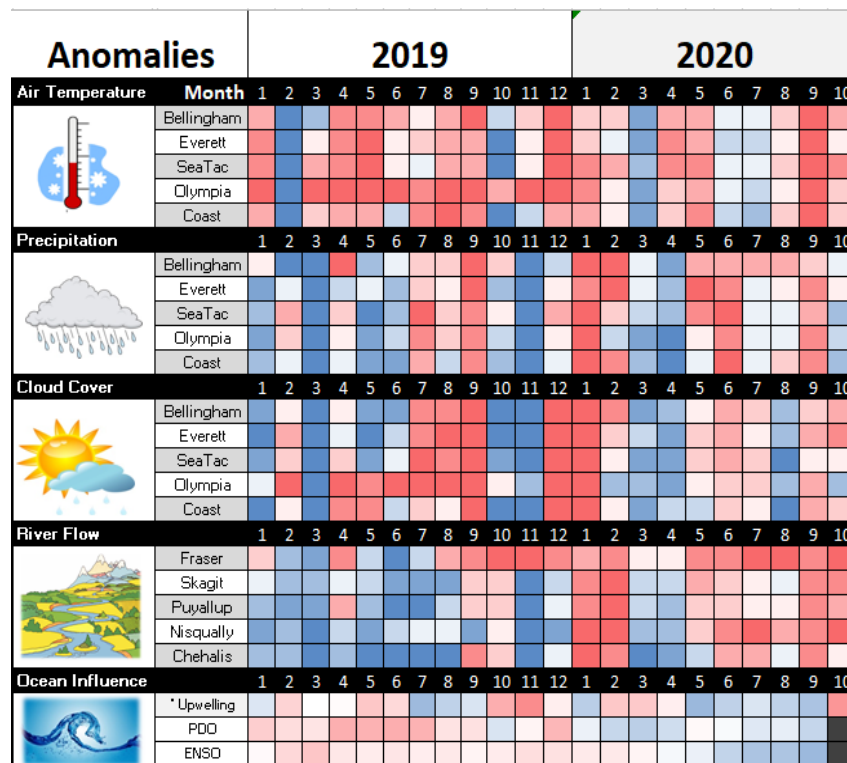 Anomalies 2019 2020
Air Temperature Month 1 2 3 4 5 6 7 8 9 10 11 12 1 2 3 4 5 6 7 8 9 10
Bellingham
Everett
SeaTac
Olympia
Coast
Precipitation 1 2 3 4 5 6 7 8 9 10 11 12 1 2 3 4 5 6 7 8 9 10
Bellingham
Everett
SeaTac
Olympia
Coast
Cloud Cover 1 2 3 4 5 6 7 8 9 10 11 12 1 2 3 4 5 6 7 8 9 10
Bellingham
Everett
SeaTac
Olympia
Coast
River Flow 1 2 3 4 5 6 7 8 9 10 11 12 1 2 3 4 5 6 7 8 9 10
Fraser
Skagit
Puyallup
Nisqually
Chehalis
Ocean Influence 1 2 3 4 5 6 7 8 9 10 11 12 1 2 3 4 5 6 7 8 9 10
*Upwelling
PDO
ENSO